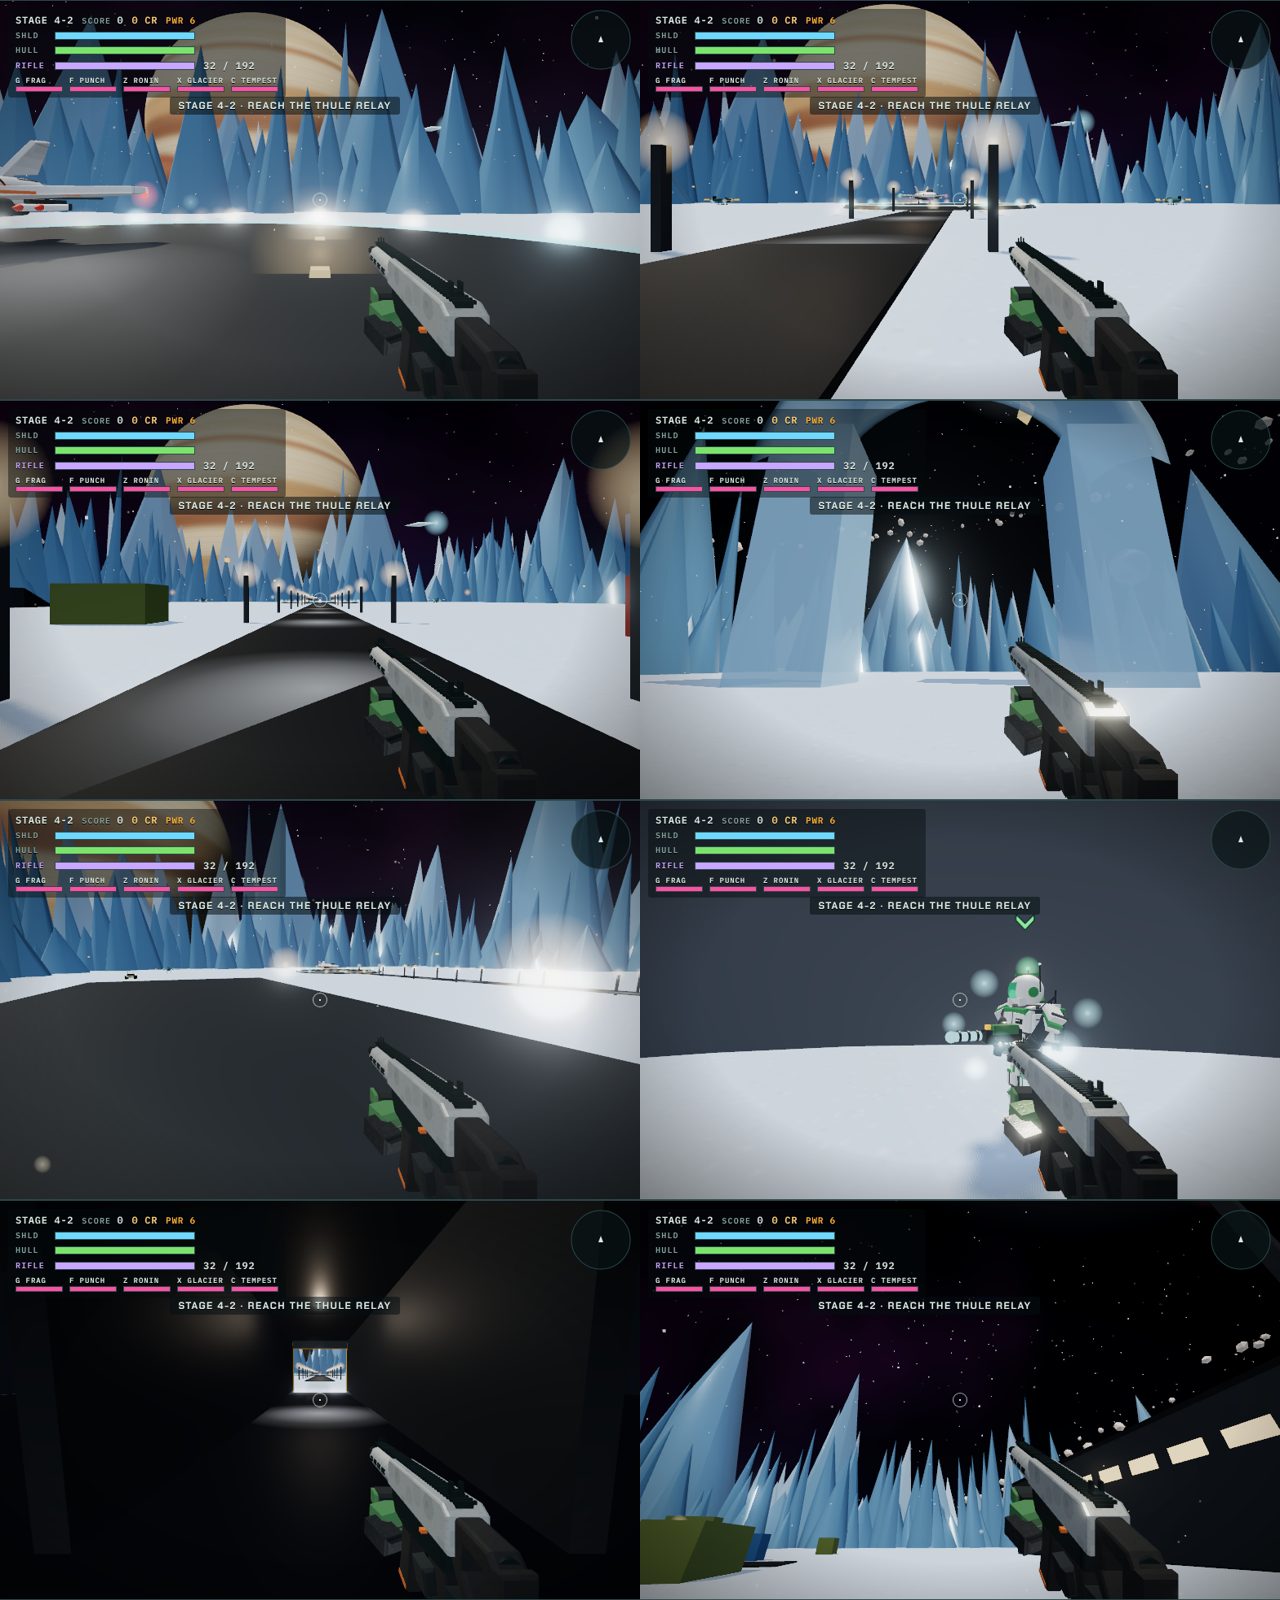 STAGE 4-2 SCORE 0 0 CR PWR 6
SHLD
HULL
RIFLE 32 / 192
G FRAG F PUNCH Z RONIN X GLACIER C TEMPEST
STAGE 4-2 · REACH THE THULE RELAY
STAGE 4-2 SCORE 0 0 CR PWR 6
SHLD
HULL
RIFLE 32 / 192
G FRAG F PUNCH Z RONIN X GLACIER C TEMPEST
STAGE 4-2 · REACH THE THULE RELAY
STAGE 4-2 SCORE 0 0 CR PWR 6
SHLD
HULL
RIFLE 32 / 192
G FRAG F PUNCH Z RONIN X GLACIER C TEMPEST
STAGE 4-2 · REACH THE THULE RELAY
STAGE 4-2 SCORE 0 0 CR PWR 6
SHLD
HULL
RIFLE 32 / 192
G FRAG F PUNCH Z RONIN X GLACIER C TEMPEST
STAGE 4-2 · REACH THE THULE RELAY
STAGE 4-2 SCORE 0 0 CR PWR 6
SHLD
HULL
RIFLE 32 / 192
G FRAG F PUNCH Z RONIN X GLACIER C TEMPEST
STAGE 4-2 · REACH THE THULE RELAY
STAGE 4-2 SCORE 0 0 CR PWR 6
SHLD
HULL
RIFLE 32 / 192
G FRAG F PUNCH Z RONIN X GLACIER C TEMPEST
STAGE 4-2 · REACH THE THULE RELAY
STAGE 4-2 SCORE 0 0 CR PWR 6
SHLD
HULL
RIFLE 32 / 192
G FRAG F PUNCH Z RONIN X GLACIER C TEMPEST
STAGE 4-2 · REACH THE THULE RELAY
STAGE 4-2 SCORE 0 0 CR PWR 6
SHLD
HULL
RIFLE 32 / 192
G FRAG F PUNCH Z RONIN X GLACIER C TEMPEST
STAGE 4-2 · REACH THE THULE RELAY